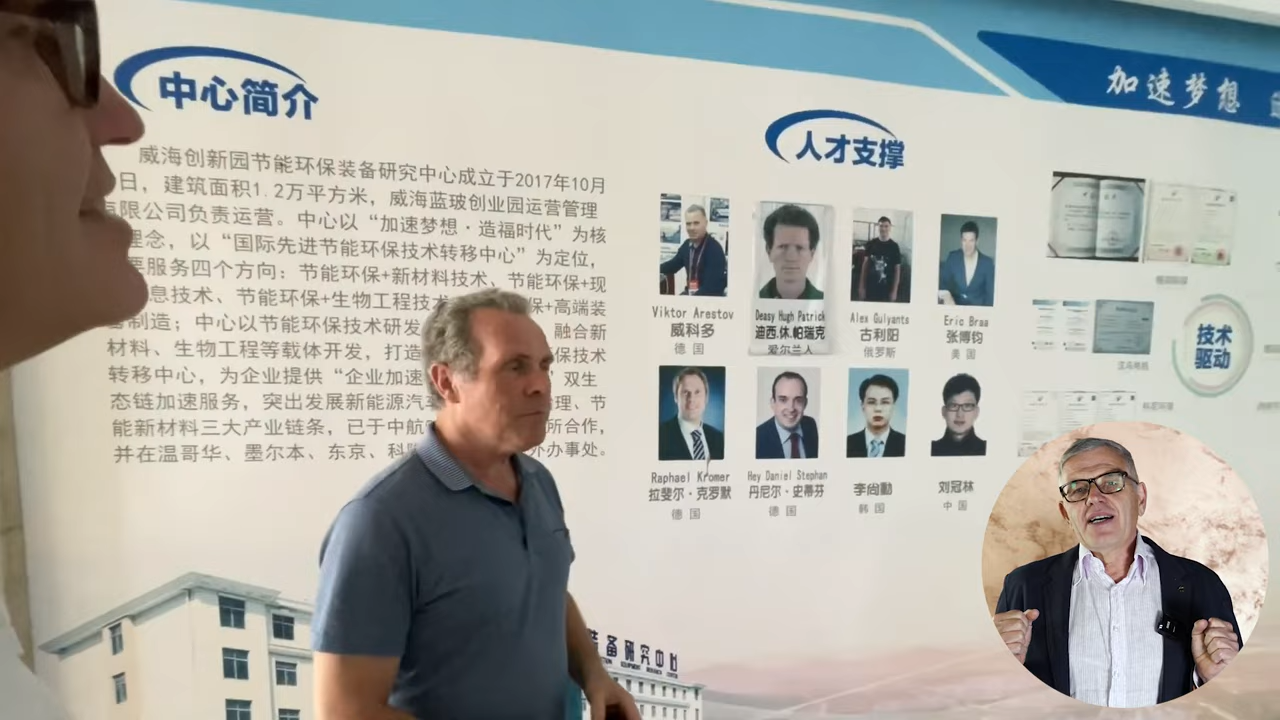 加速梦想
中心简介
人才支撑
威海创新园节能环保装备研究中心成立于2017年10月
日，建筑面积1.2万平方米，威海蓝玻创业园运营管理
限公司负责运营。中心以“加速梦想·造福时代”为核
理念，以“国际先进节能环保技术转移中心”为定位，
要服务四个方向：节能环保+新材料技术、节能环保+现
息技术、节能环保+生物工程技 保+高端装
制造；中心以节能环保技术研发 融合新
材料、生物工程等载体开发，打造 保技术
转移中心，为企业提供“企业加速 双生
态链加速服务，突出发展新能源汽 理、节
能新材料三大产业链条，已于中航 所合作，
并在温哥华、墨尔本、东京、科 外办事处。
Viktor Arestov
威科多
德国
Deasy Hugh Patrick
迪西.休.帕瑞克
爱尔兰人
Alex Gulyants
古利阳
俄罗斯
Eric Braa
张博钧
美国
Raphael Kromer
拉斐尔·克罗默
德国
Hey Daniel Stephan
丹尼尔·史蒂芬
德国
李尚勤
韩国
刘冠林
中国
技术
驱动
装备研究中心